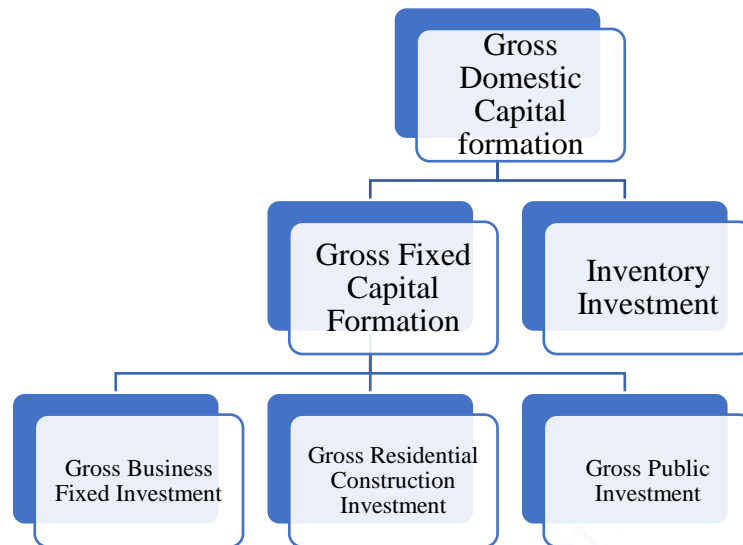 Gross
Domestic
Capital
formation
Gross Fixed
Capital
Formation
Inventory
Investment
Gross Business
Fixed Investment
Gross Residential
Construction
Investment
Gross Public
Investment